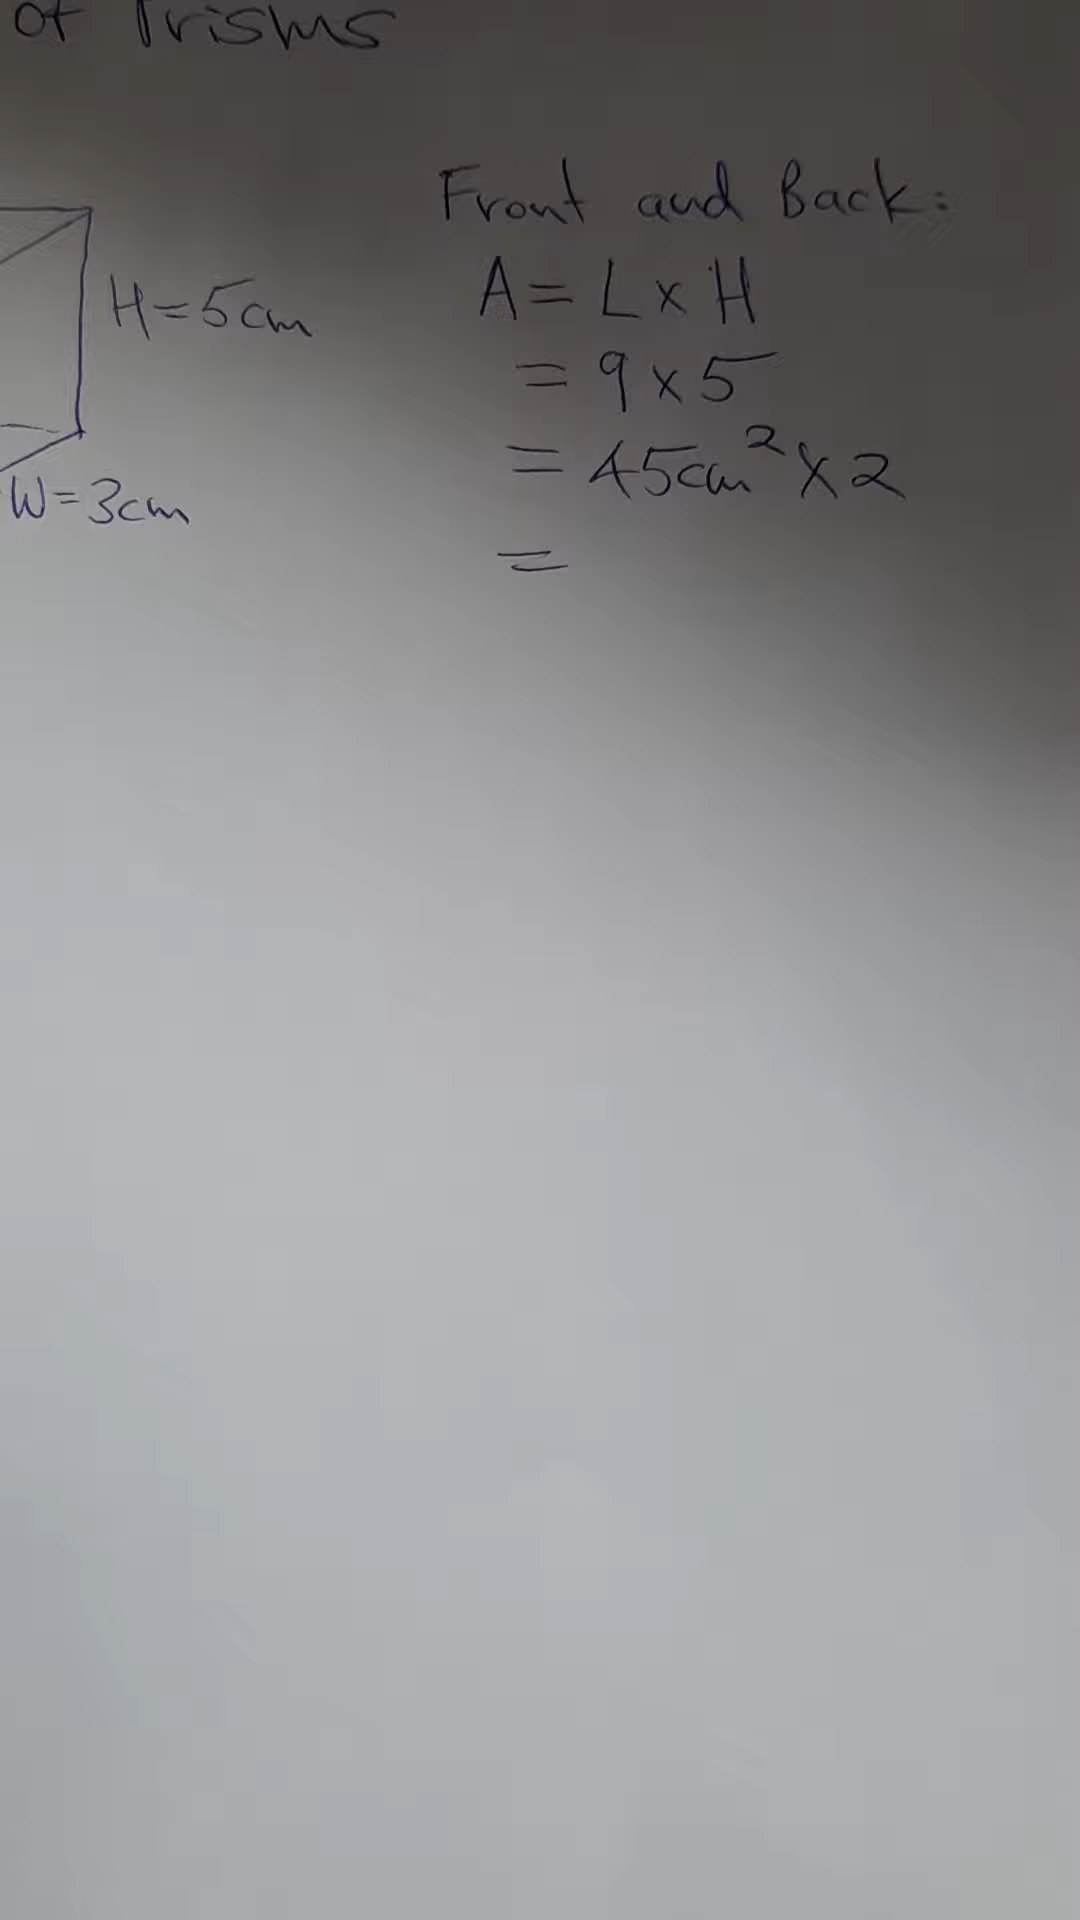 of Prisms
Front and Back:
A = L x H
H = 5cm
= 9 x 5
= 45cm² x 2
W = 3cm
=